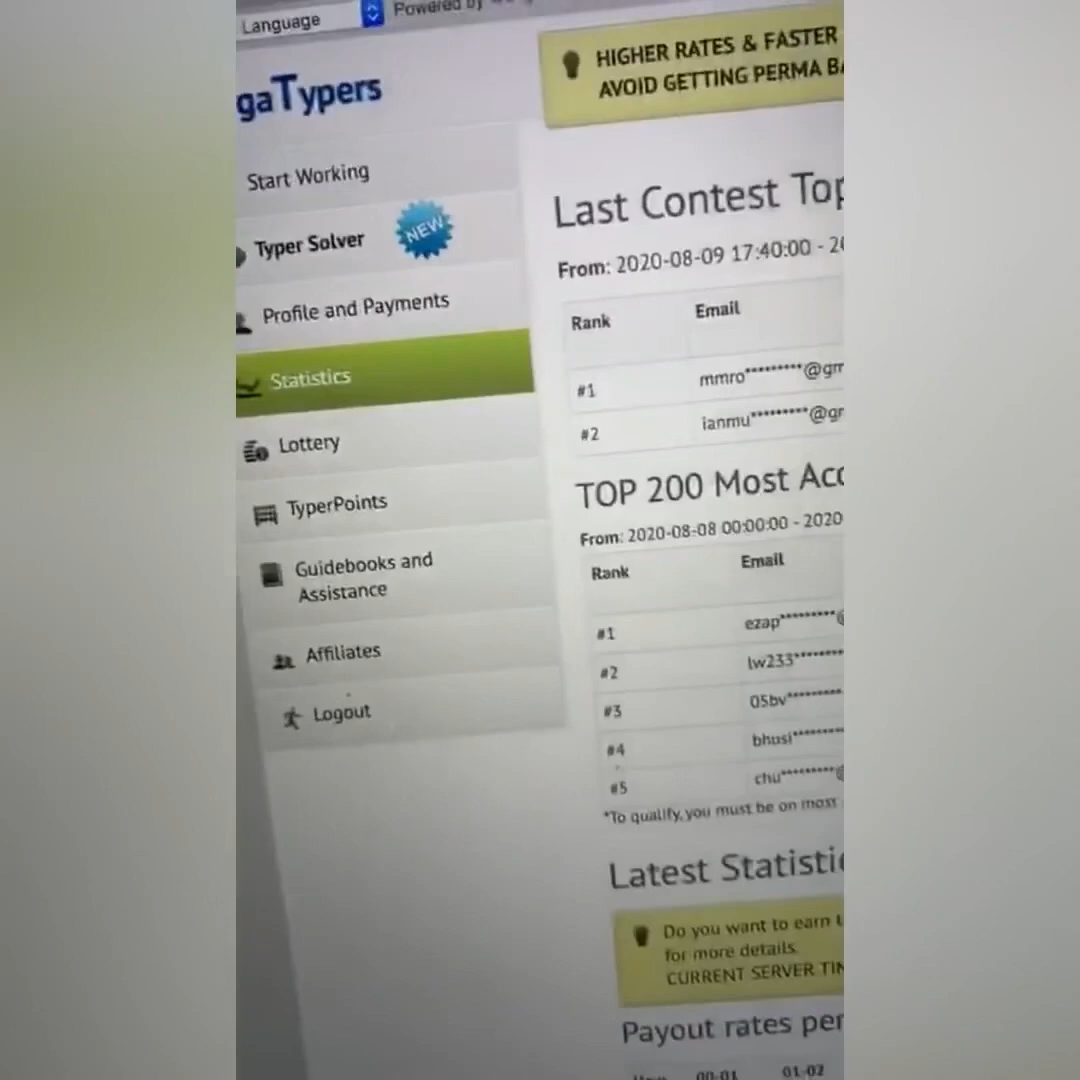 Language
Powered by
gaTypers
HIGHER RATES & FASTER
AVOID GETTING PERMA
Start Working
Typer Solver
NEW
Profile and Payments
Statistics
Lottery
TyperPoints
Guidebooks and
Assistance
Affiliates
Logout
Last Contest Top
From: 2020-08-09 17:40:00 - 2
Rank Email
#1 mmro*********@gm
#2 ianmu*********@gr
TOP 200 Most Acc
From: 2020-08-08 00:00:00 - 2020
Rank Email
#1 ezap*********@
#2 lw233********
#3 05bv*********
#4 bhusi********
#5 chu*********@
*To qualify, you must be on most
Latest Statisti
Do you want to earn
for more details.
CURRENT SERVER TIM
Payout rates per
00-01 01-02